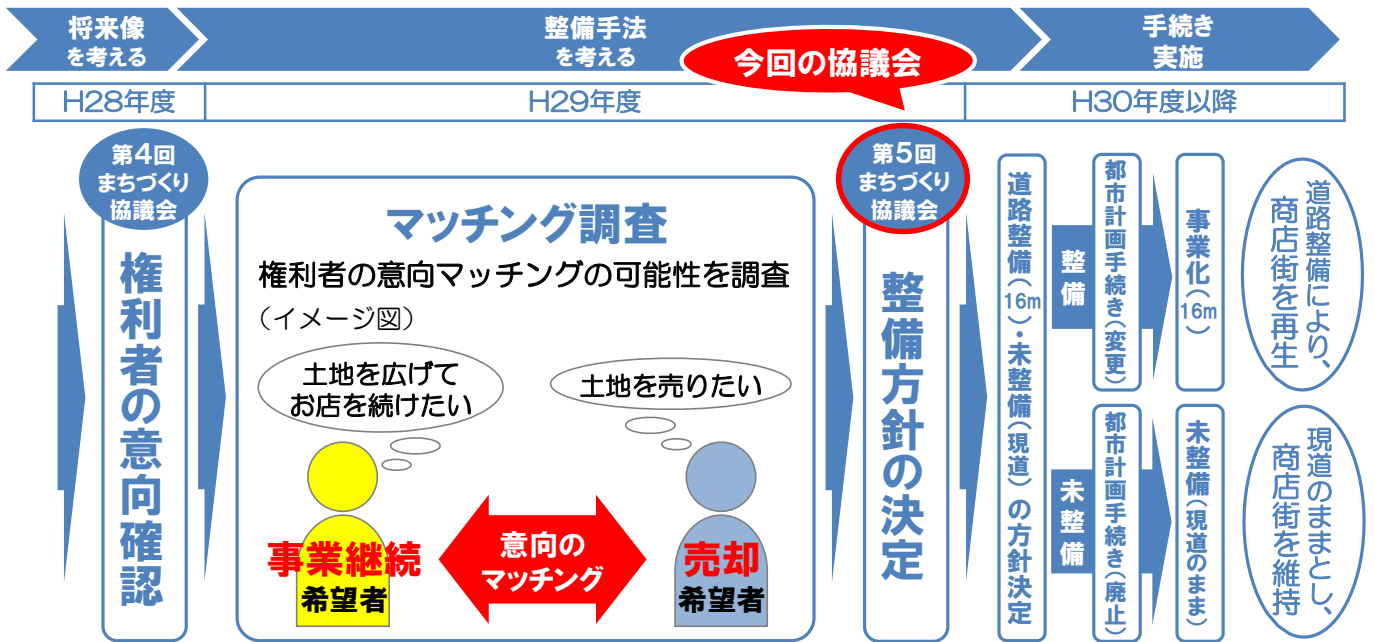 将来像
を考える
整備手法
を考える
手続き
実施
今回の協議会
H28年度
H29年度
H30年度以降
第4回
まちづくり
協議会
権利者の意向確認
マッチング調査
権利者の意向マッチングの可能性を調査
（イメージ図）
土地を広げて
お店を続けたい
土地を売りたい
事業継続
希望者
意向の
マッチング
売却
希望者
第5回
まちづくり
協議会
整備方針の決定
道路整備（16m）・未整備（現道）の方針決定
整備
都市計画手続き（変更）
事業化（16m）
道路整備により、
商店街を再生
未整備
都市計画手続き（廃止）
未整備（現道のまま）
現道のままとし、
商店街を維持